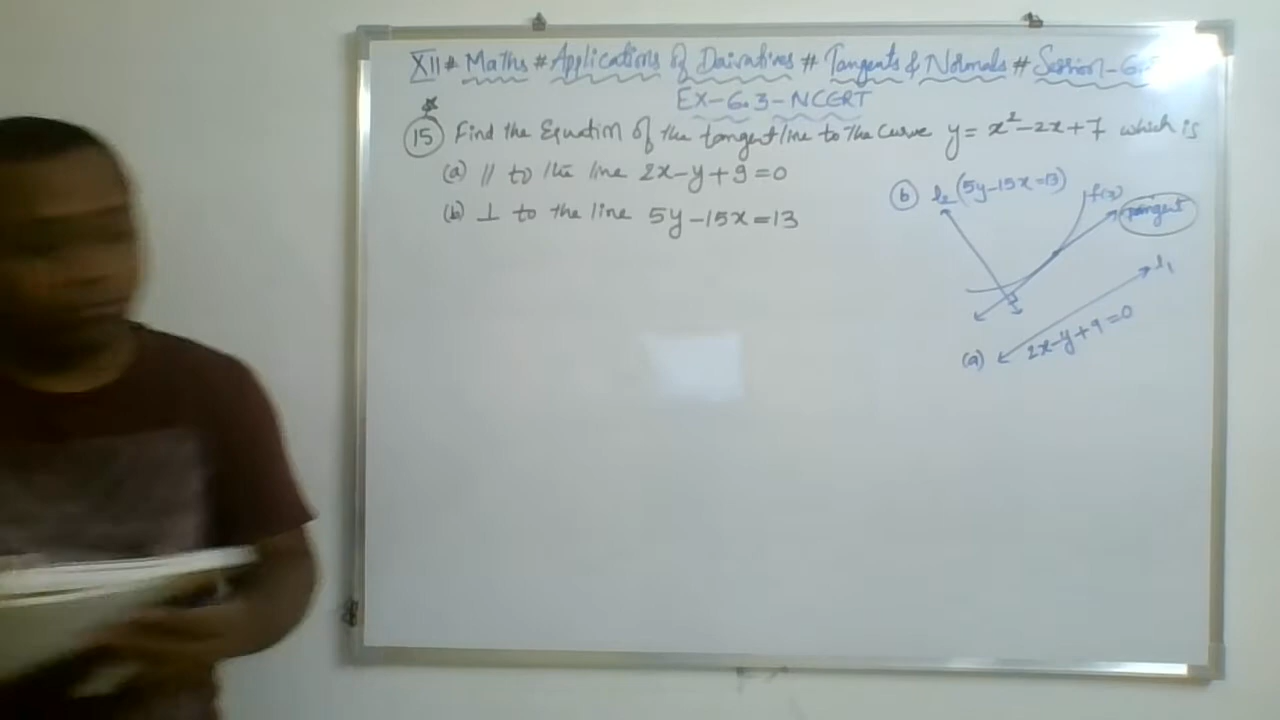 XII # Maths # Applications of Dairatives # Tangents & Normals # Session-6.
Ex-6.3-NCERT
15 Find the Equation of the tangent line to the curve y = x²-2x+7 which is
(a) // to the line 2x-y+9=0
(b) ⊥ to the line 5y-15x=13
(b) l₂ (5y-15x=13)
f(x)
tangent
l₁
(a) 2x-y+9=0